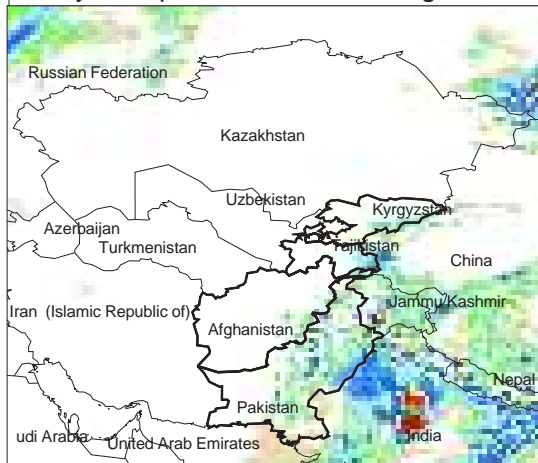 Russian Federation
Kazakhstan
Uzbekistan
Kyrgyzstan
Azerbaijan
Turkmenistan
Tajikistan
China
Iran (Islamic Republic of)
Jammu/Kashmir
Afghanistan
Nepal
Pakistan
udi Arabia
United Arab Emirates
India